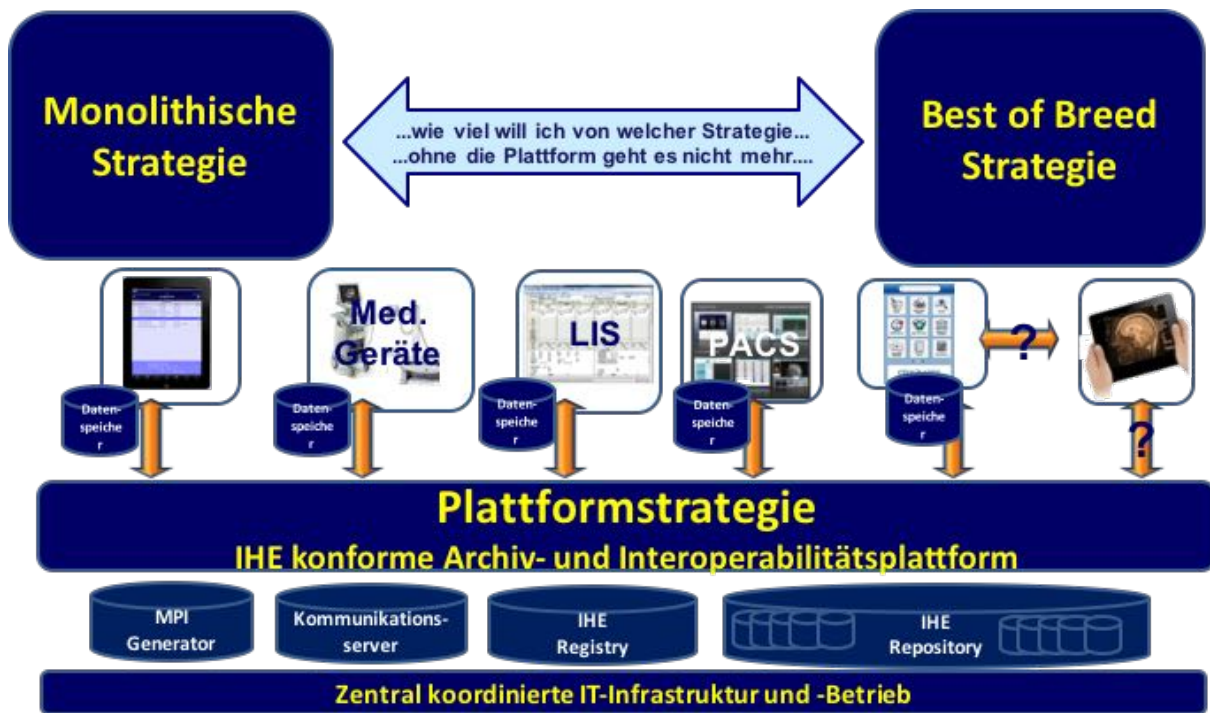 Monolithische
Strategie
...wie viel will ich von welcher Strategie...
...ohne die Plattform geht es nicht mehr....
Best of Breed
Strategie
Med.
Geräte
LIS
PACS
?
Daten-
speiche
r
Daten-
speiche
r
Daten-
speiche
r
Daten-
speiche
r
Daten-
speiche
r
?
Plattformstrategie
IHE konforme Archiv- und Interoperabilitätsplattform
MPI
Generator
Kommunikations-
server
IHE
Registry
IHE
Repository
Zentral koordinierte IT-Infrastruktur und -Betrieb